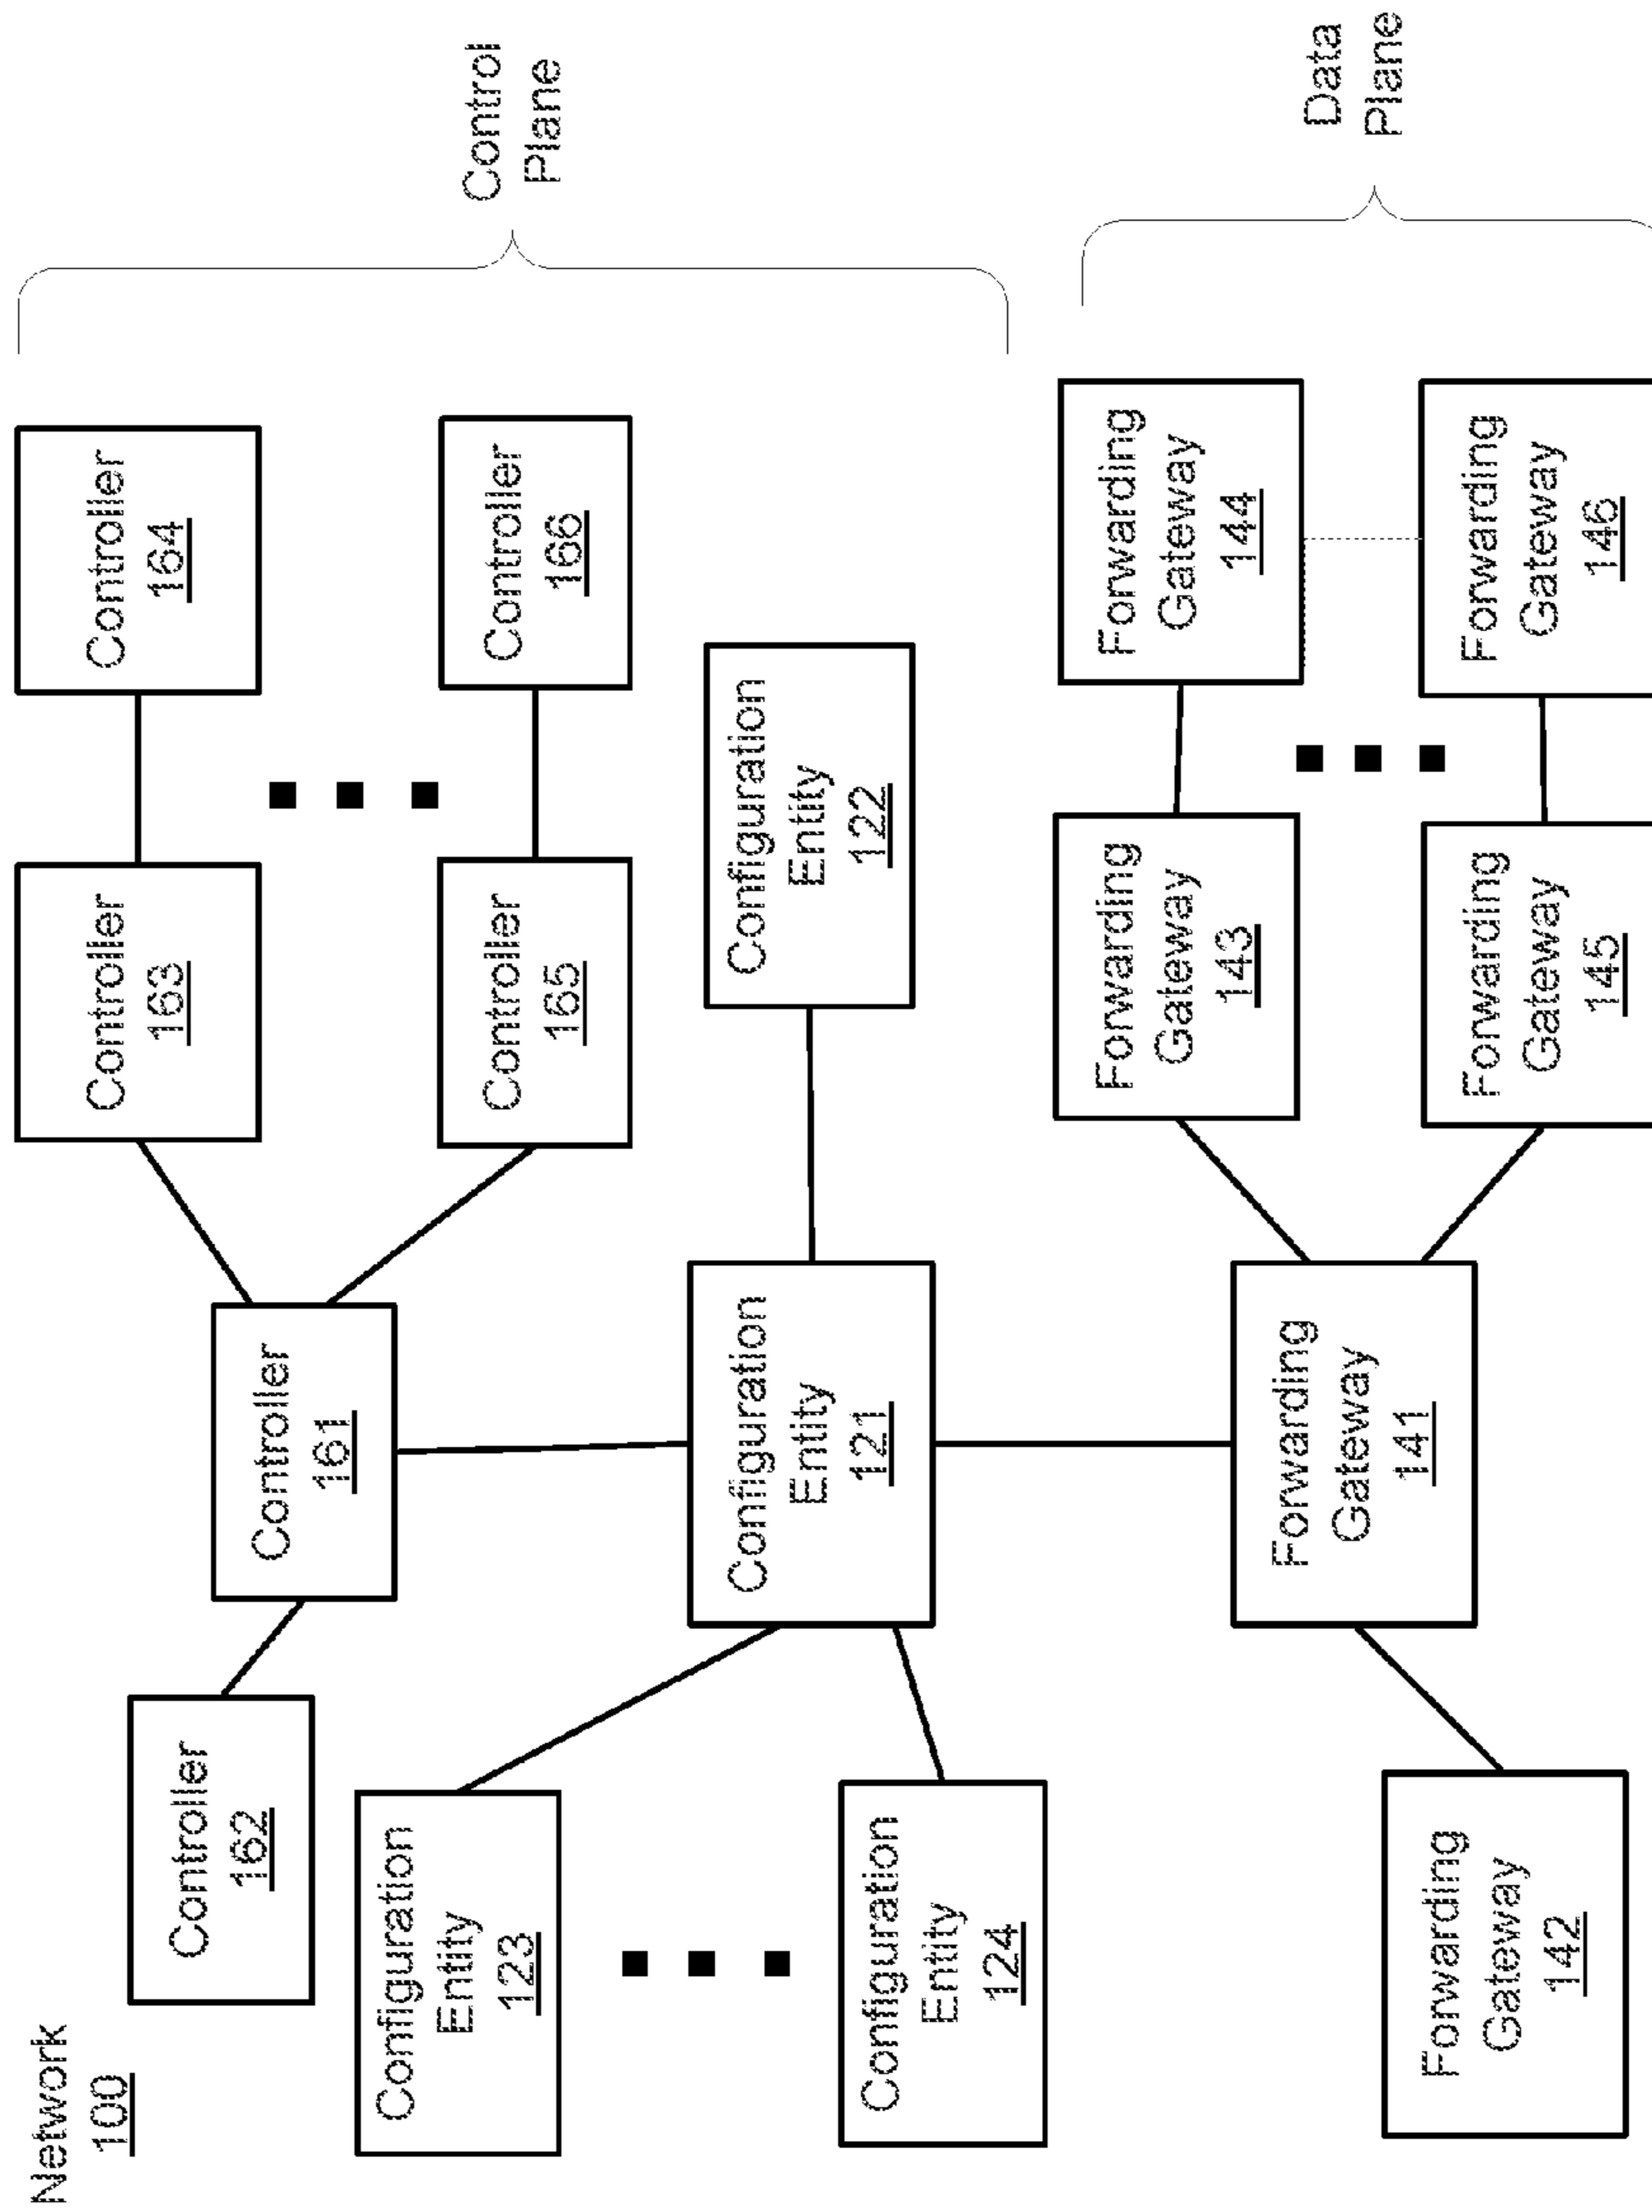 Network
100
Controller
162
Controller
161
Controller
163
Controller
164
Controller
165
Controller
166
Control
Plane
Configuration
Entity
123
Configuration
Entity
124
Configuration
Entity
121
Configuration
Entity
122
Forwarding
Gateway
142
Forwarding
Gateway
141
Forwarding
Gateway
143
Forwarding
Gateway
144
Forwarding
Gateway
145
Forwarding
Gateway
146
Data
Plane